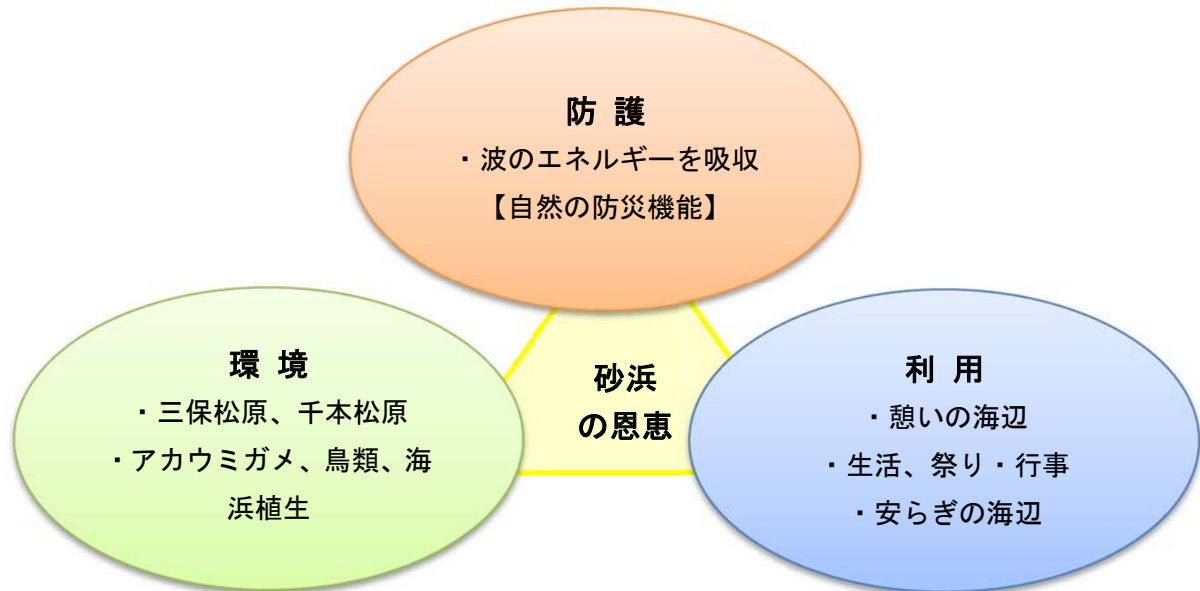 防 護
・波のエネルギーを吸収
【自然の防災機能】
環 境
・三保松原、千本松原
・アカウミガメ、鳥類、海
浜植生
砂浜
の恩恵
利 用
・憩いの海辺
・生活、祭り・行事
・安らぎの海辺